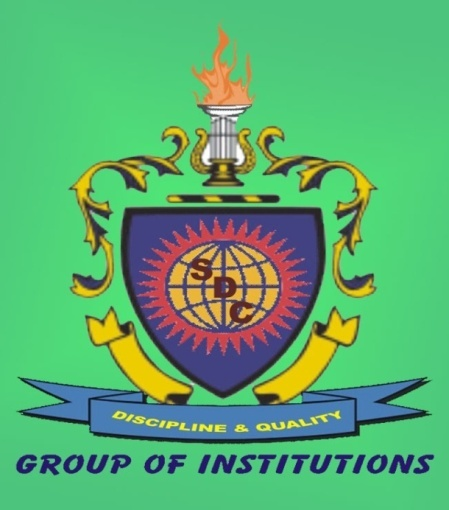 SDC
DISCIPLINE & QUALITY
GROUP OF INSTITUTIONS